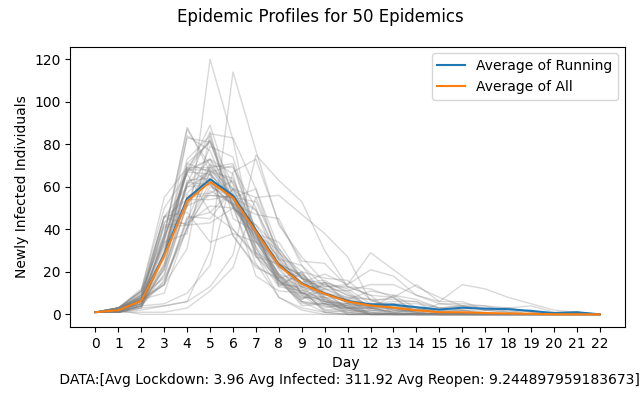 Epidemic Profiles for 50 Epidemics
Average of Running
Average of All
Newly Infected Individuals
120
100
80
60
40
20
0
0 1 2 3 4 5 6 7 8 9 10 11 12 13 14 15 16 17 18 19 20 21 22
Day
DATA:[Avg Lockdown: 3.96 Avg Infected: 311.92 Avg Reopen: 9.244897959183673]